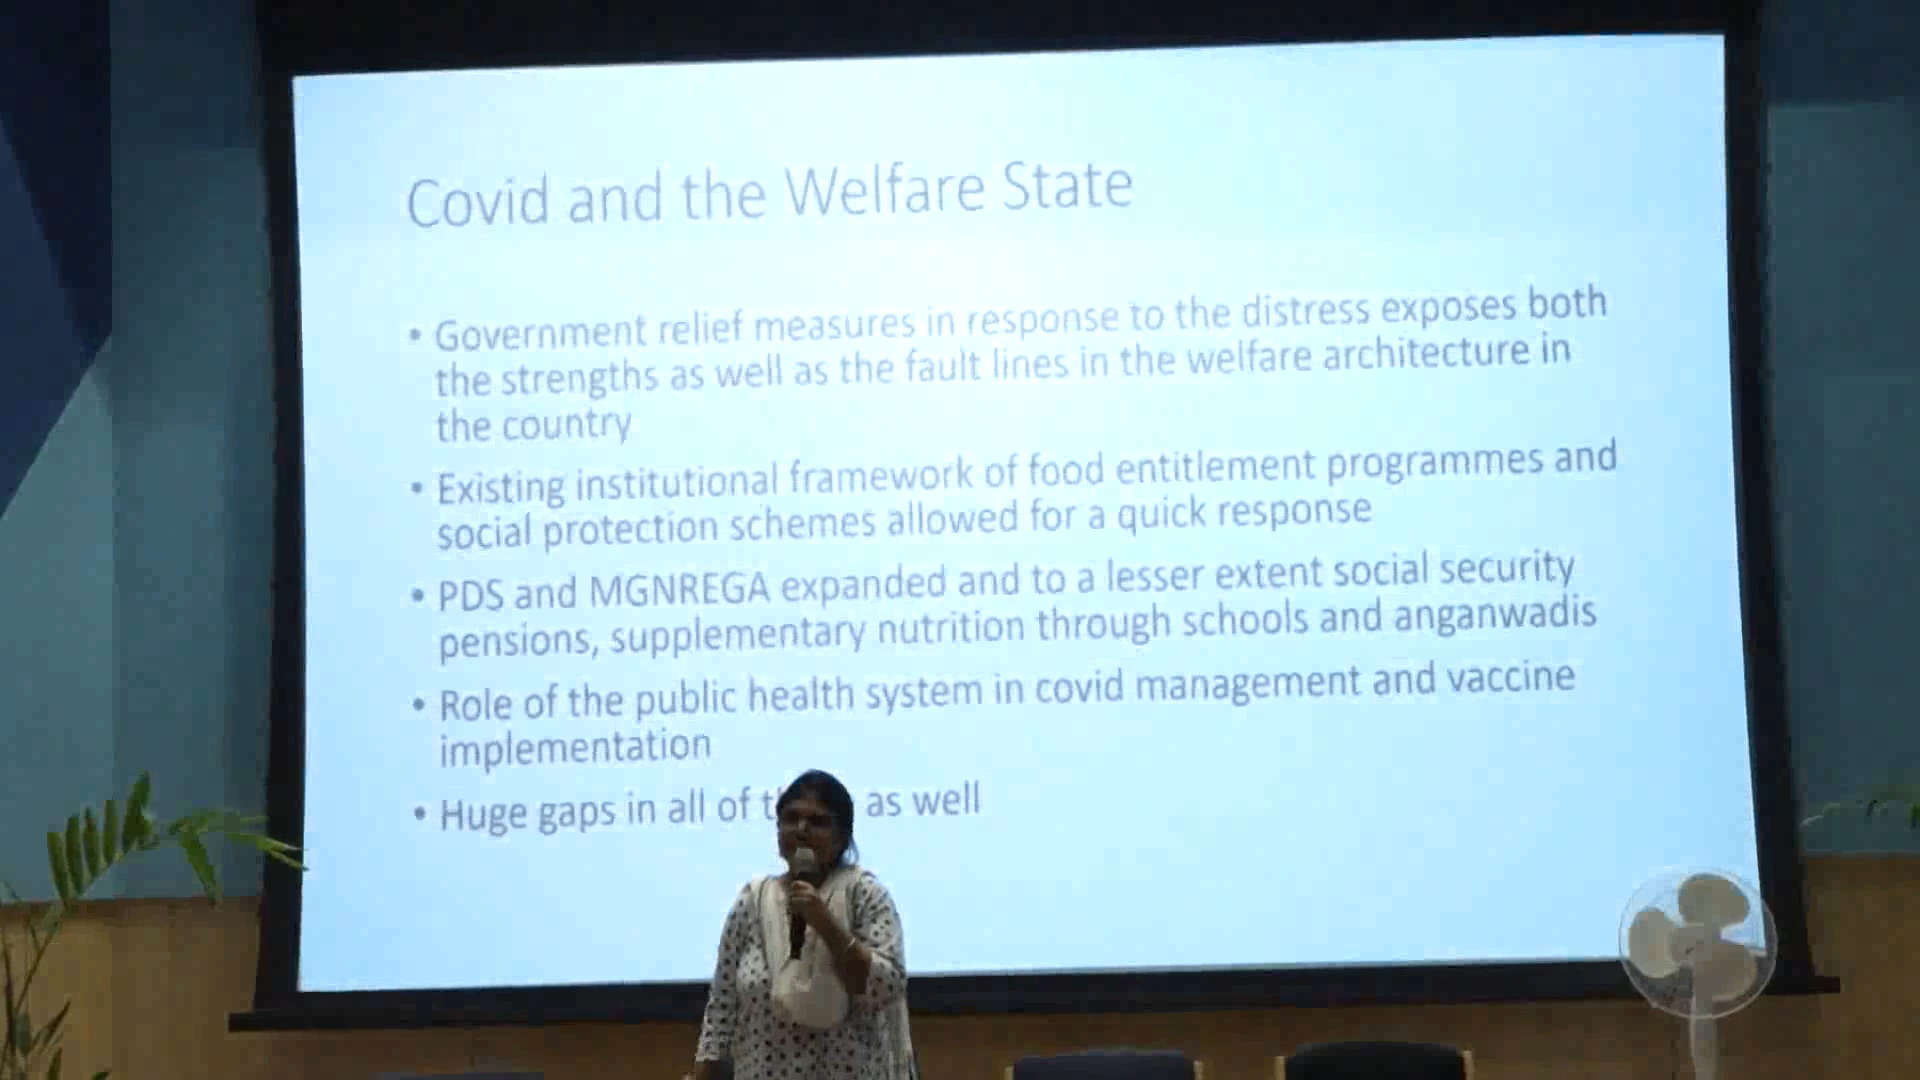 Covid and the Welfare State
• Government relief measures in response to the distress exposes both
the strengths as well as the fault lines in the welfare architecture in
the country
• Existing institutional framework of food entitlement programmes and
social protection schemes allowed for a quick response
• PDS and MGNREGA expanded and to a lesser extent social security
pensions, supplementary nutrition through schools and anganwadis
• Role of the public health system in covid management and vaccine
implementation
• Huge gaps in all of as well